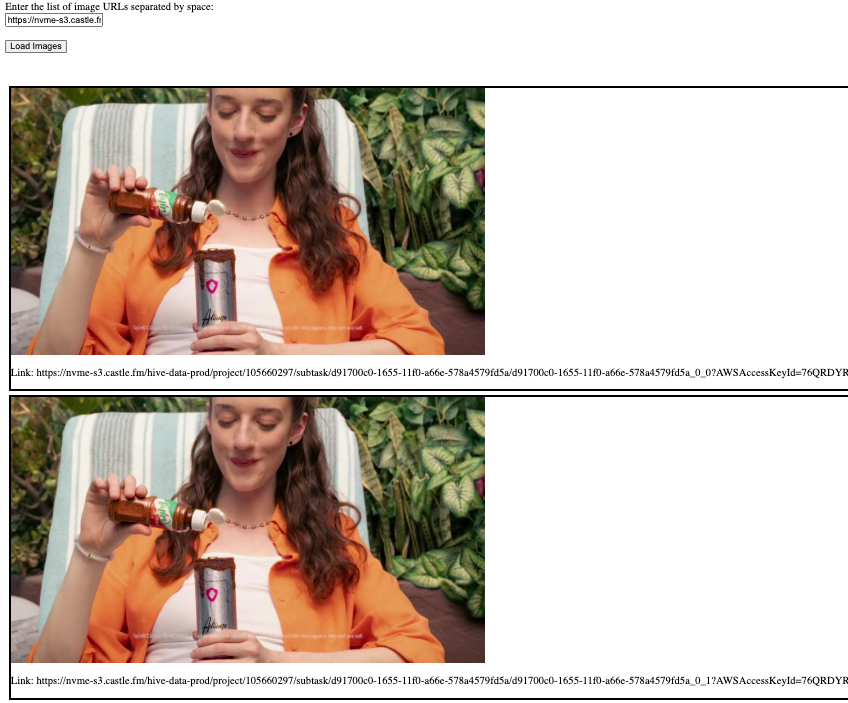 Enter the list of image URLs separated by space:
https://nvme-s3.castle.fr
Load Images
Link: https://nvme-s3.castle.fm/hive-data-prod/project/105660297/subtask/d91700c0-1655-11f0-a66e-578a4579fd5a/d91700c0-1655-11f0-a66e-578a4579fd5a_0_0?AWSAccessKeyId=76QRDYR
Link: https://nvme-s3.castle.fm/hive-data-prod/project/105660297/subtask/d91700c0-1655-11f0-a66e-578a4579fd5a/d91700c0-1655-11f0-a66e-578a4579fd5a_0_1?AWSAccessKeyId=76QRDYR